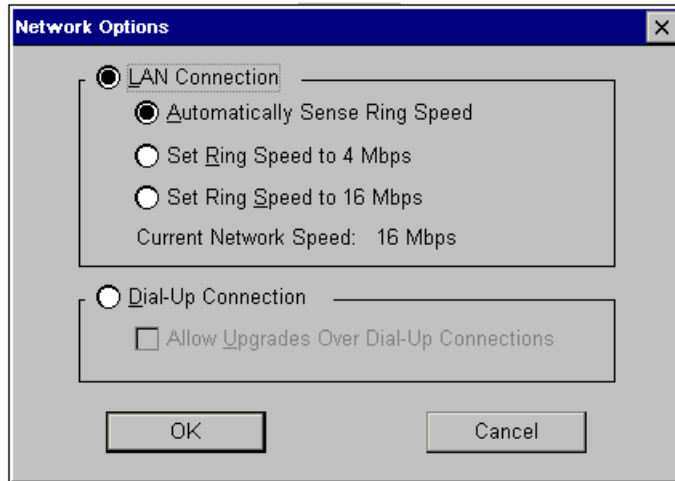 Network Options
LAN Connection
Automatically Sense Ring Speed
Set Ring Speed to 4 Mbps
Set Ring Speed to 16 Mbps
Current Network Speed: 16 Mbps
Dial-Up Connection
Allow Upgrades Over Dial-Up Connections
OK Cancel